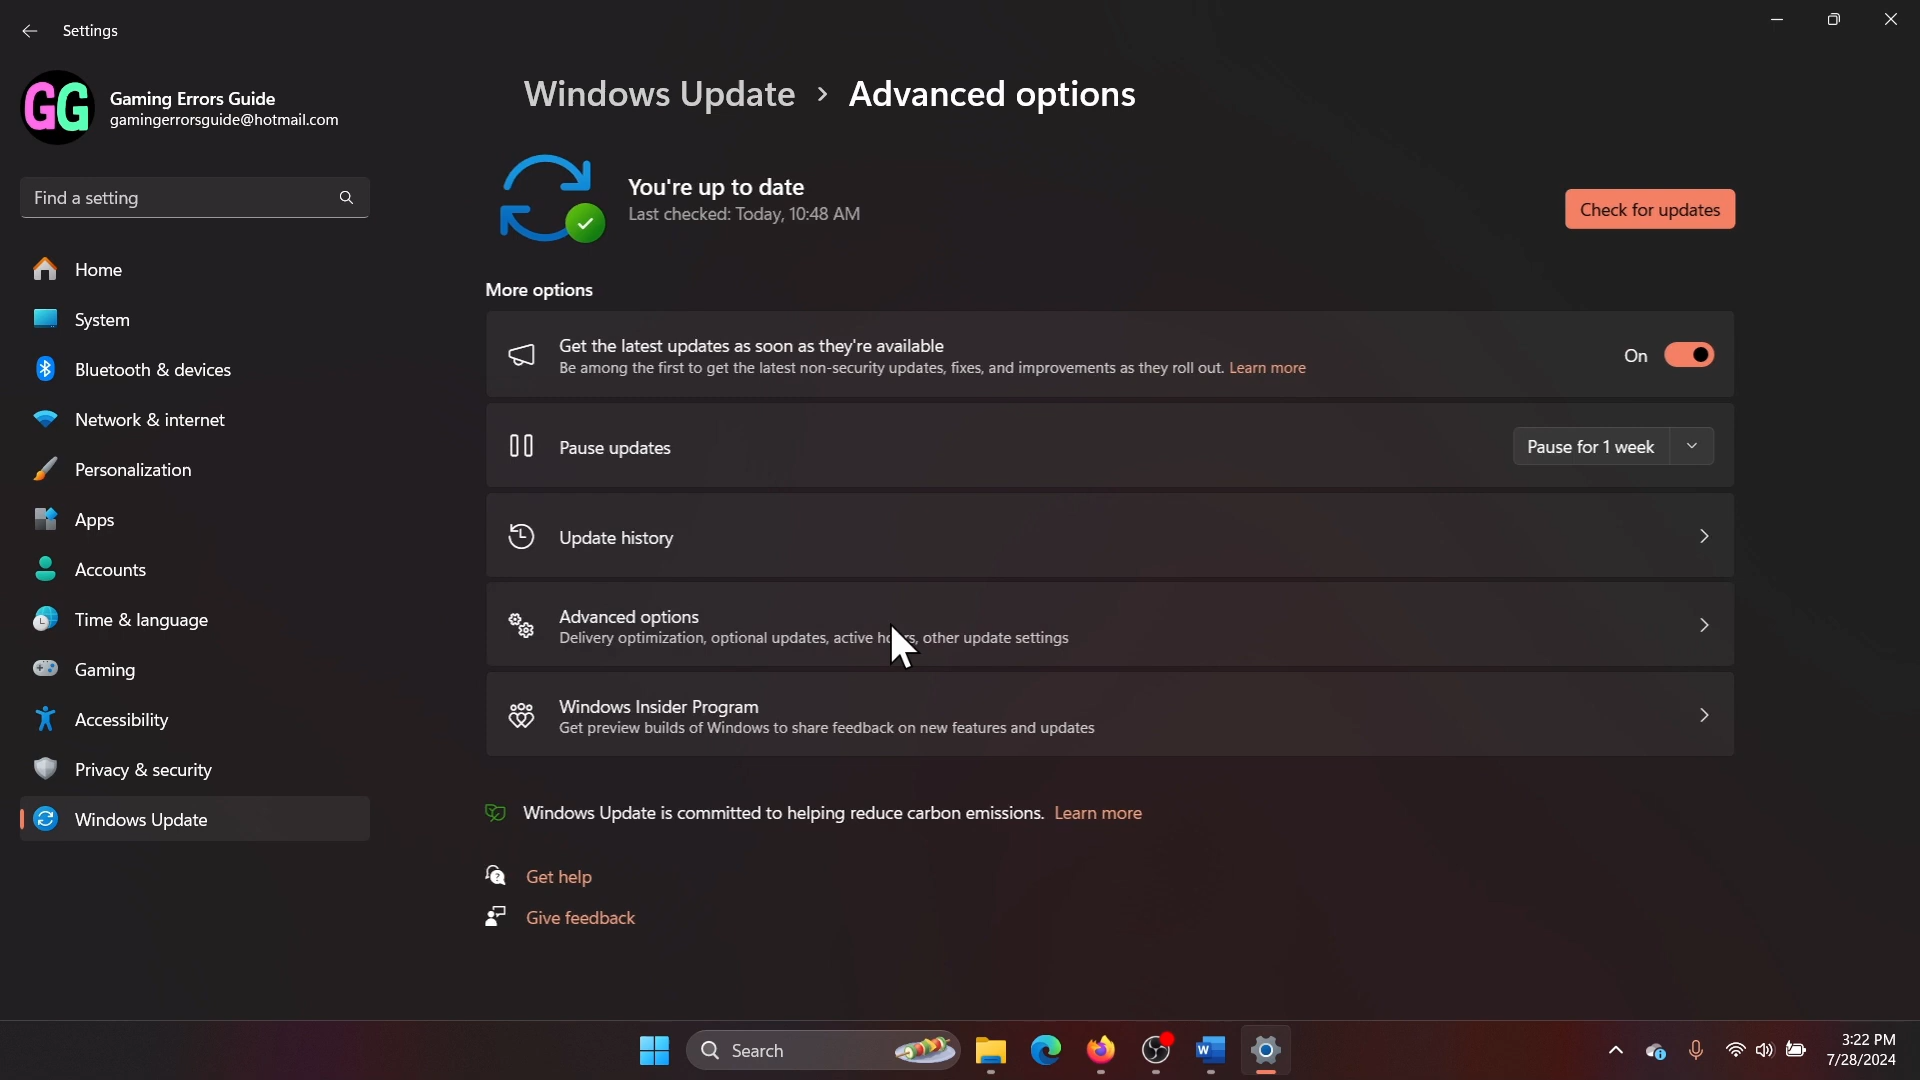 Settings
GG
Gaming Errors Guide
gamingerrorsguide@hotmail.com
Find a setting
Home
System
Bluetooth & devices
Network & internet
Personalization
Apps
Accounts
Time & language
Gaming
Accessibility
Privacy & security
Windows Update
Windows Update > Advanced options
You're up to date
Last checked: Today, 10:48 AM
Check for updates
More options
Get the latest updates as soon as they're available
Be among the first to get the latest non-security updates, fixes, and improvements as they roll out. Learn more
On
Pause updates
Pause for 1 week
Update history
Advanced options
Delivery optimization, optional updates, active hours, other update settings
Windows Insider Program
Get preview builds of Windows to share feedback on new features and updates
Windows Update is committed to helping reduce carbon emissions. Learn more
Get help
Give feedback
Search
W
3:22 PM
7/28/2024